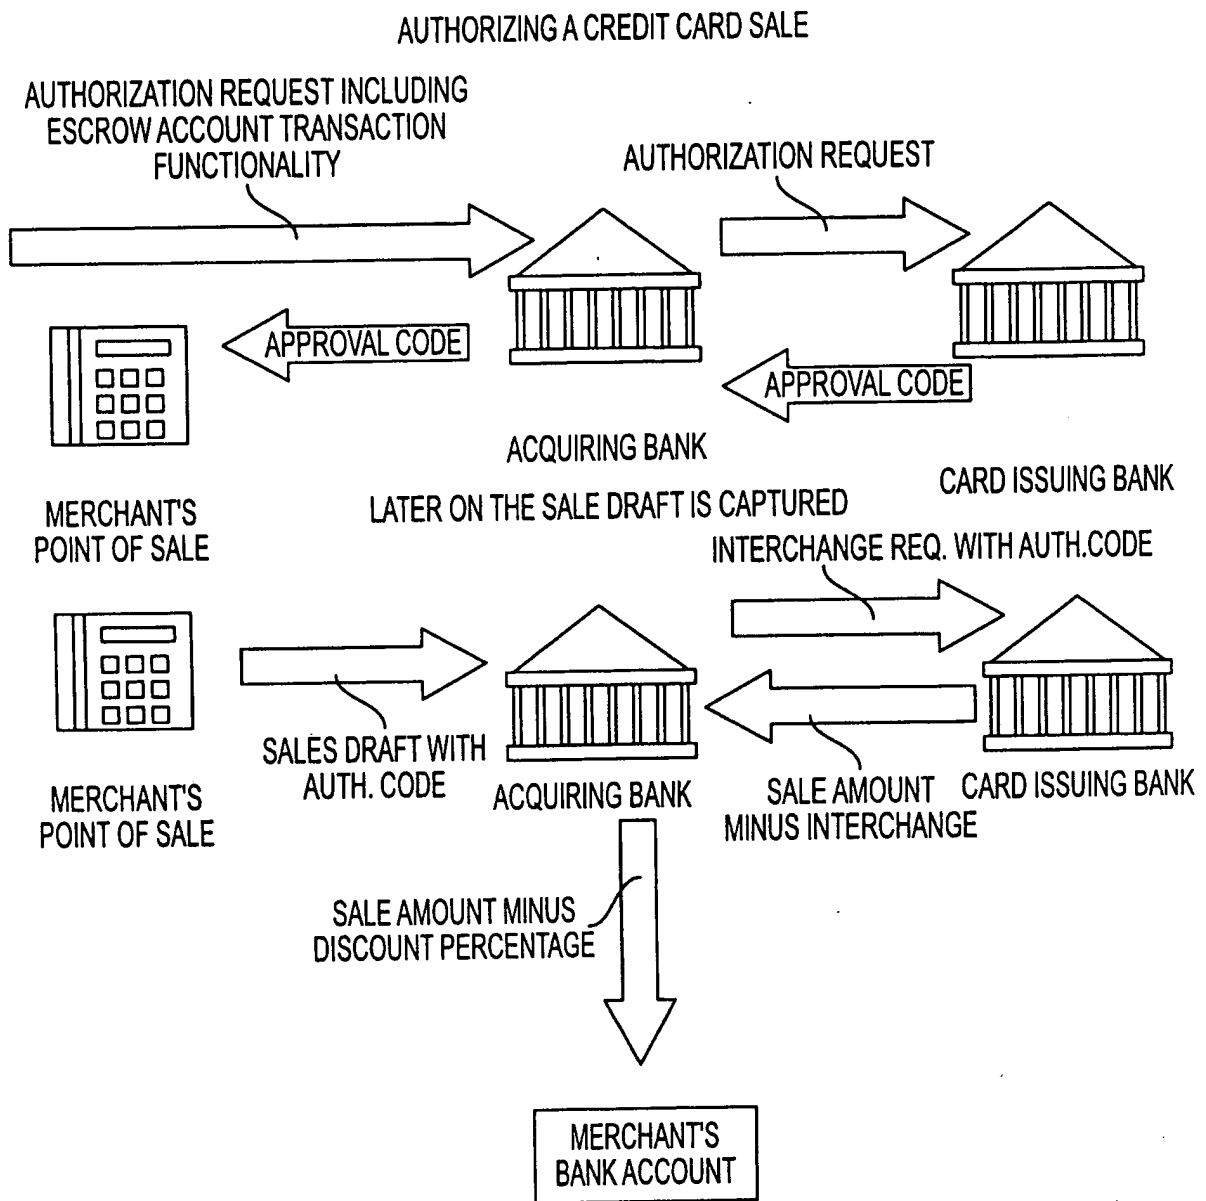 AUTHORIZING A CREDIT CARD SALE
AUTHORIZATION REQUEST INCLUDING
ESCROW ACCOUNT TRANSACTION
FUNCTIONALITY
AUTHORIZATION REQUEST
APPROVAL CODE
APPROVAL CODE
ACQUIRING BANK
CARD ISSUING BANK
MERCHANT'S
POINT OF SALE
LATER ON THE SALE DRAFT IS CAPTURED
INTERCHANGE REQ. WITH AUTH.CODE
SALES DRAFT WITH
AUTH. CODE
ACQUIRING BANK
SALE AMOUNT
MINUS INTERCHANGE
CARD ISSUING BANK
MERCHANT'S
POINT OF SALE
SALE AMOUNT MINUS
DISCOUNT PERCENTAGE
MERCHANT'S
BANK ACCOUNT